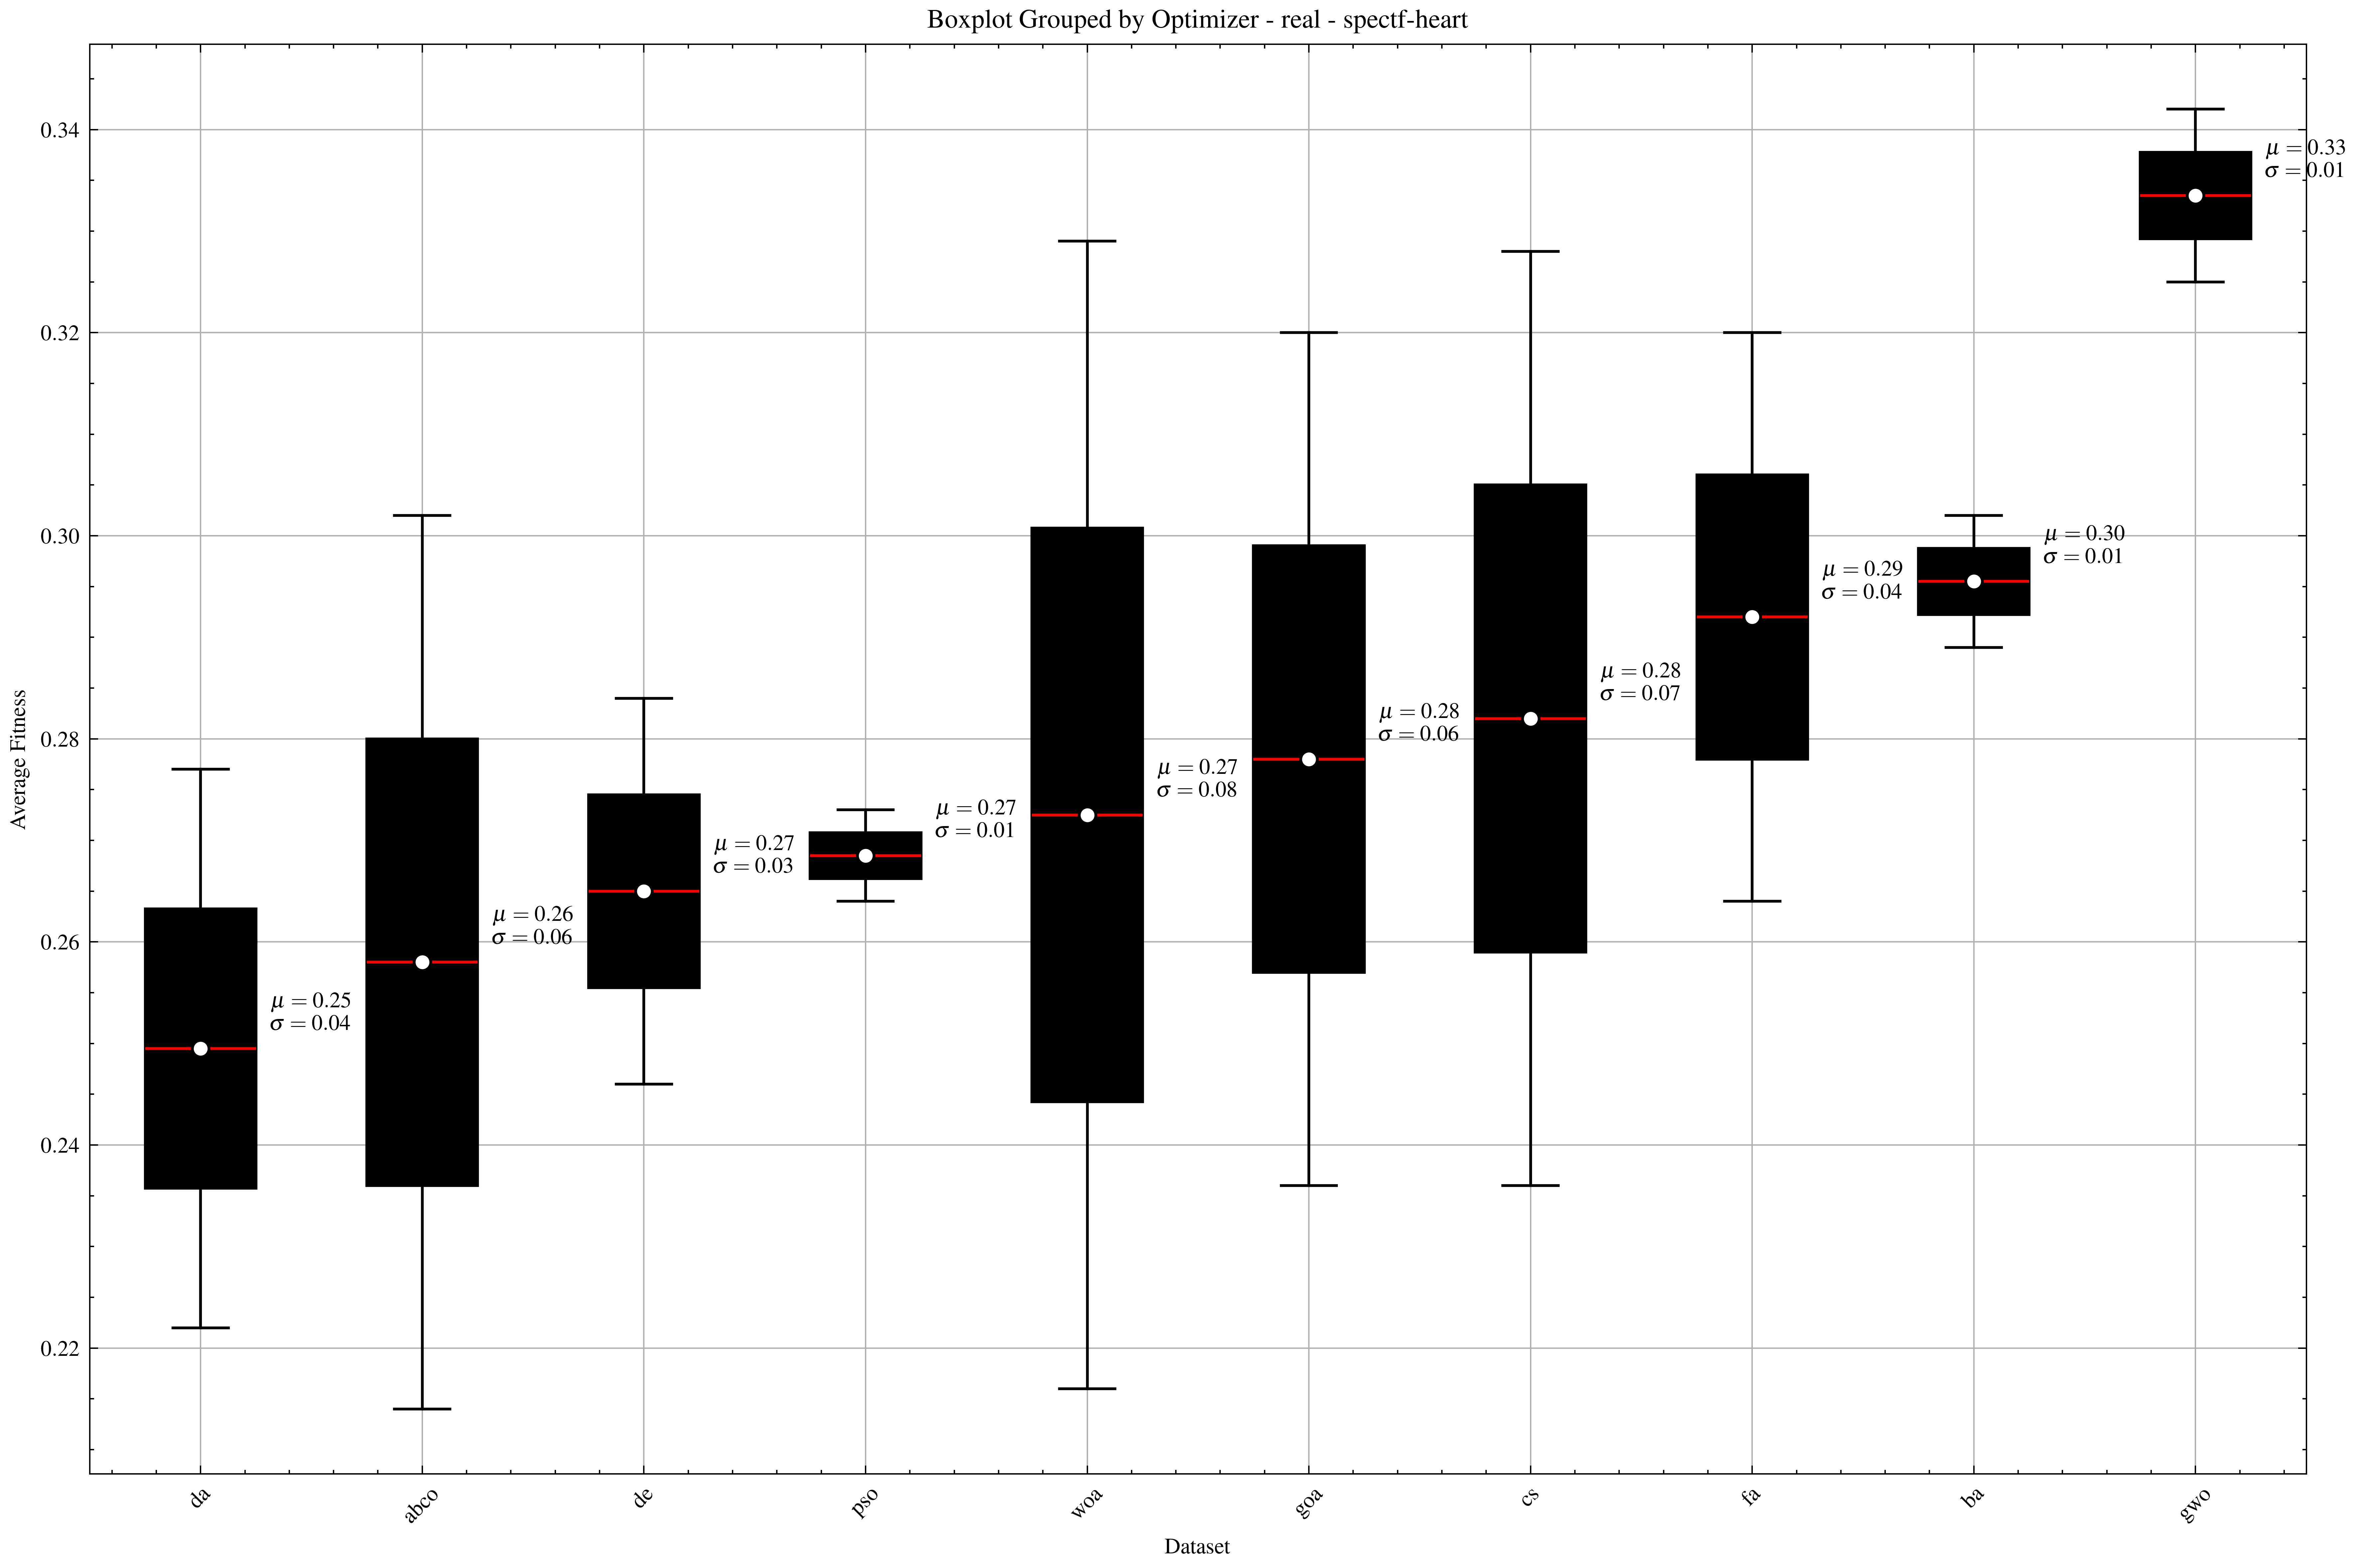 Boxplot Grouped by Optimizer - real - spectf-heart
0.34
0.32
0.30
0.28
0.26
0.24
0.22
Average Fitness
μ = 0.25
σ = 0.04
μ = 0.26
σ = 0.06
μ = 0.27
σ = 0.03
μ = 0.27
σ = 0.01
μ = 0.27
σ = 0.08
μ = 0.28
σ = 0.06
μ = 0.28
σ = 0.07
μ = 0.29
σ = 0.04
μ = 0.30
σ = 0.01
μ = 0.33
σ = 0.01
da
abco
de
pso
woa
goa
cs
fa
ba
gwo
Dataset